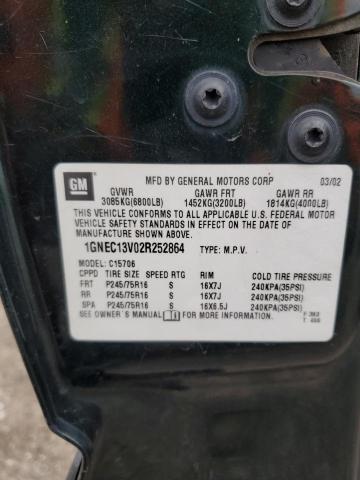 GM
MFD BY GENERAL MOTORS CORP 03/02
GVWR GAWR FRT GAWR RR
3085KG(6800LB) 1452KG(3200LB) 1814KG(4000LB)
THIS VEHICLE CONFORMS TO ALL APPLICABLE U.S. FEDERAL MOTOR
VEHICLE SAFETY STANDARDS IN EFFECT ON THE DATE OF
MANUFACTURE SHOWN ABOVE.
1GNEC13V02R252864 TYPE: M.P.V.
MODEL: C15706
CPPD TIRE SIZE SPEED RTG RIM COLD TIRE PRESSURE
FRT P245/75R16 S 16X7J 240KPA(35PSI)
RR P245/75R16 S 16X7J 240KPA(35PSI)
SPA P245/75R16 S 16X6.5J 240KPA(35PSI)
SEE OWNER'S MANUAL FOR ADDITIONAL INFORMATION.